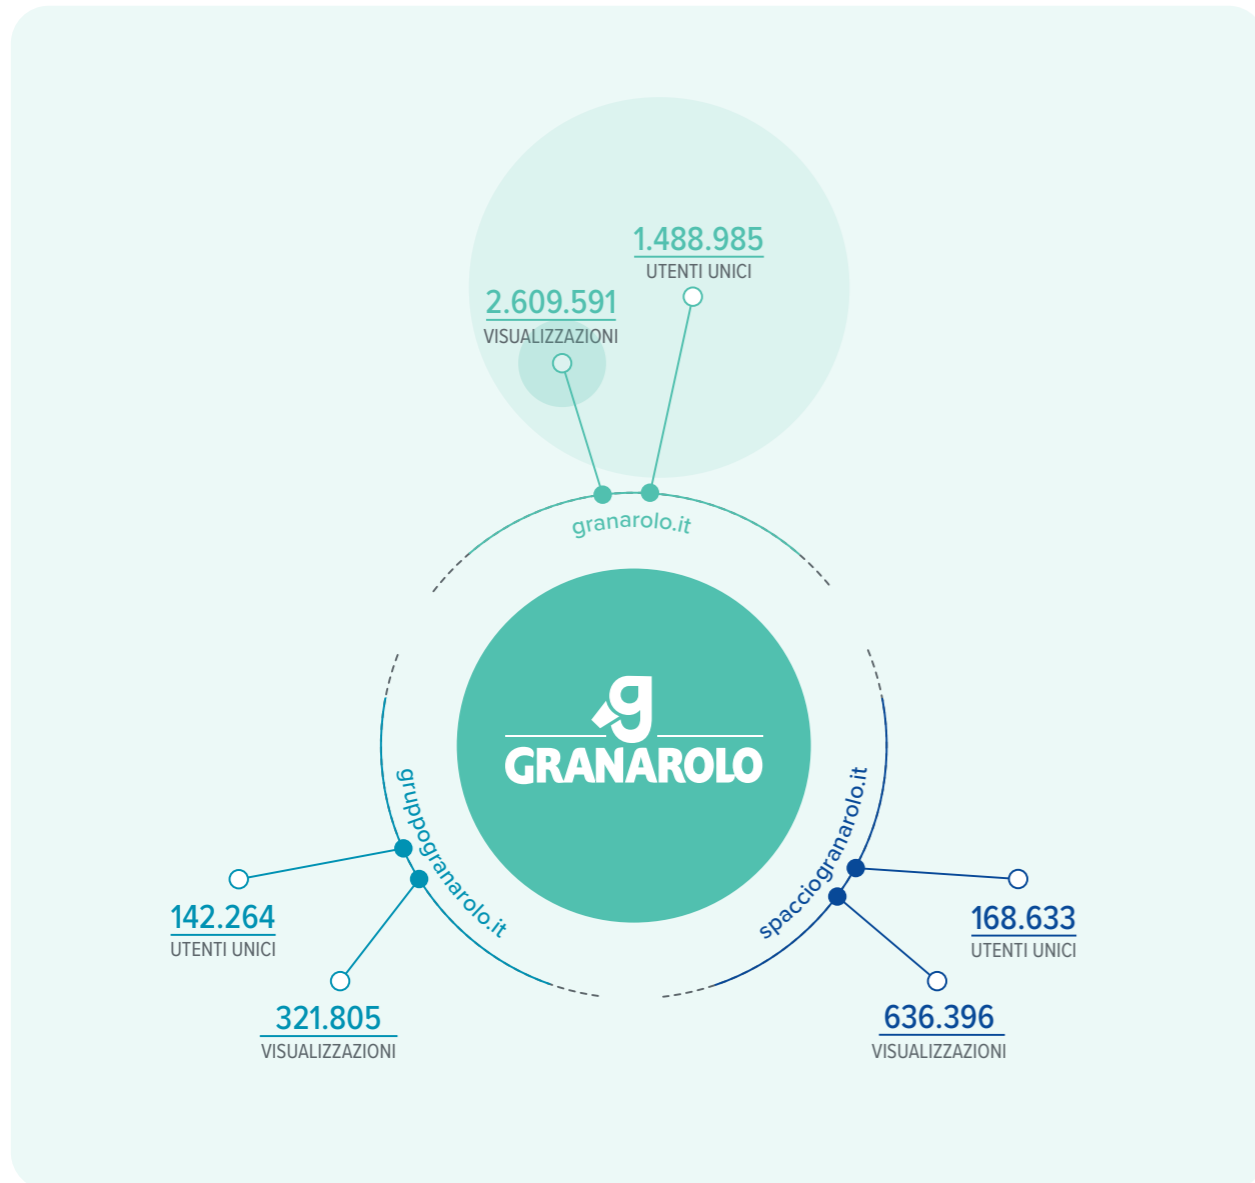 1.488.985
UTENTI UNICI
2.609.591
VISUALIZZAZIONI
granarolo.it
GRANAROLO
gruppogranarolo.it
142.264
UTENTI UNICI
321.805
VISUALIZZAZIONI
spacciogranarolo.it
168.633
UTENTI UNICI
636.396
VISUALIZZAZIONI